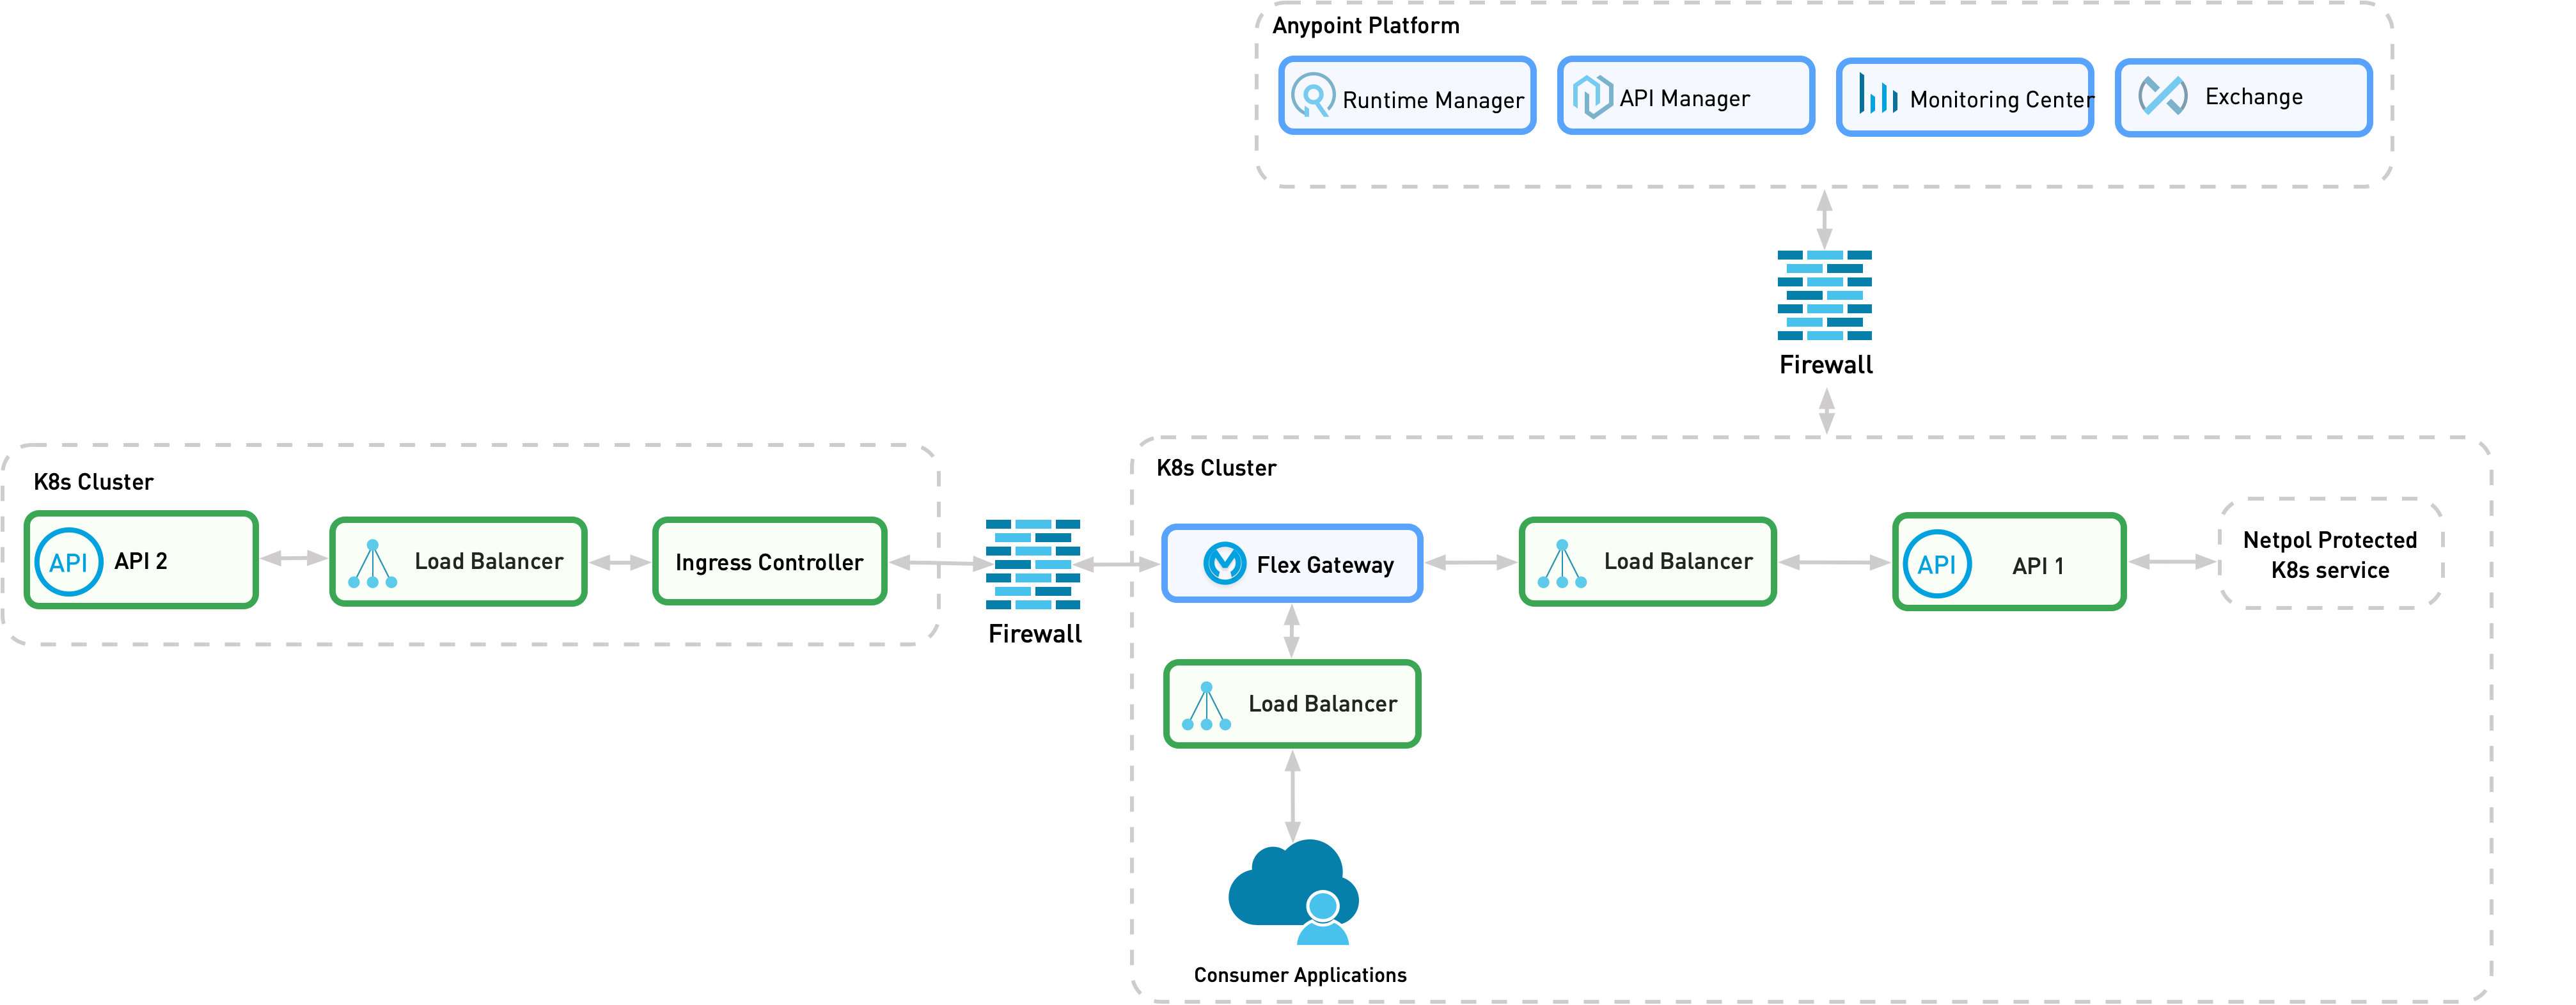 Anypoint Platform
Runtime Manager
API Manager
Monitoring Center
Exchange
Firewall
K8s Cluster
API
API 2
Load Balancer
Ingress Controller
Firewall
K8s Cluster
Flex Gateway
Load Balancer
API
API 1
Netpol Protected
K8s service
Load Balancer
Consumer Applications